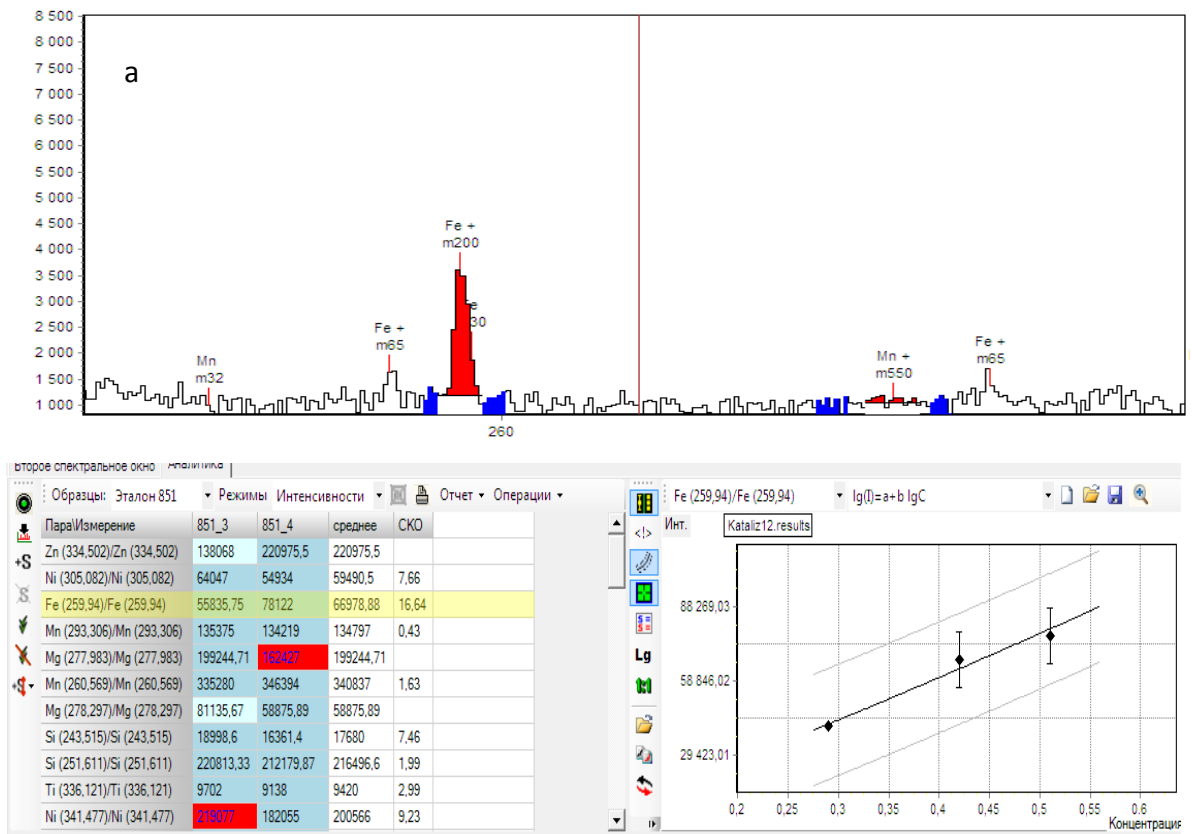 8 500
8 000
7 500
7 000
6 500
6 000
5 500
5 000
4 500
4 000
3 500
3 000
2 500
2 000
1 500
1 000
а
Mn
m32
Fe +
m65
Fe +
m200
30
Mn +
m550
Fe +
m65
260
Второе спектральное окно Аналитика
Образцы: Эталон 851 Режимы Интенсивности Отчет Операции
Пара\Измерение 851_3 851_4 среднее СКО
Zn (334,502)/Zn (334,502) 138068 220975,5 220975,5
Ni (305,082)/Ni (305,082) 64047 54934 59490,5 7,66
Fe (259,94)/Fe (259,94) 55835,75 78122 66978,88 16,64
Mn (293,306)/Mn (293,306) 135375 134219 134797 0,43
Mg (277,983)/Mg (277,983) 199244,71 162427 199244,71
Mn (260,569)/Mn (260,569) 335280 346394 340837 1,63
Mg (278,297)/Mg (278,297) 81135,67 58875,89 58875,89
Si (243,515)/Si (243,515) 18998,6 16361,4 17680 7,46
Si (251,611)/Si (251,611) 220813,33 212179,87 216496,6 1,99
Ti (336,121)/Ti (336,121) 9702 9138 9420 2,99
Ni (341,477)/Ni (341,477) 219077 182055 200566 9,23
+S
S
+S
S=
S=
Lg
1:1
Fe (259,94)/Fe (259,94) lg(I)=a+b lgC
Инт. Kataliz12.results
88 269,03
58 846,02
29 423,01
0,2 0,25 0,3 0,35 0,4 0,45 0,5 0,55 0,6
Концентрация